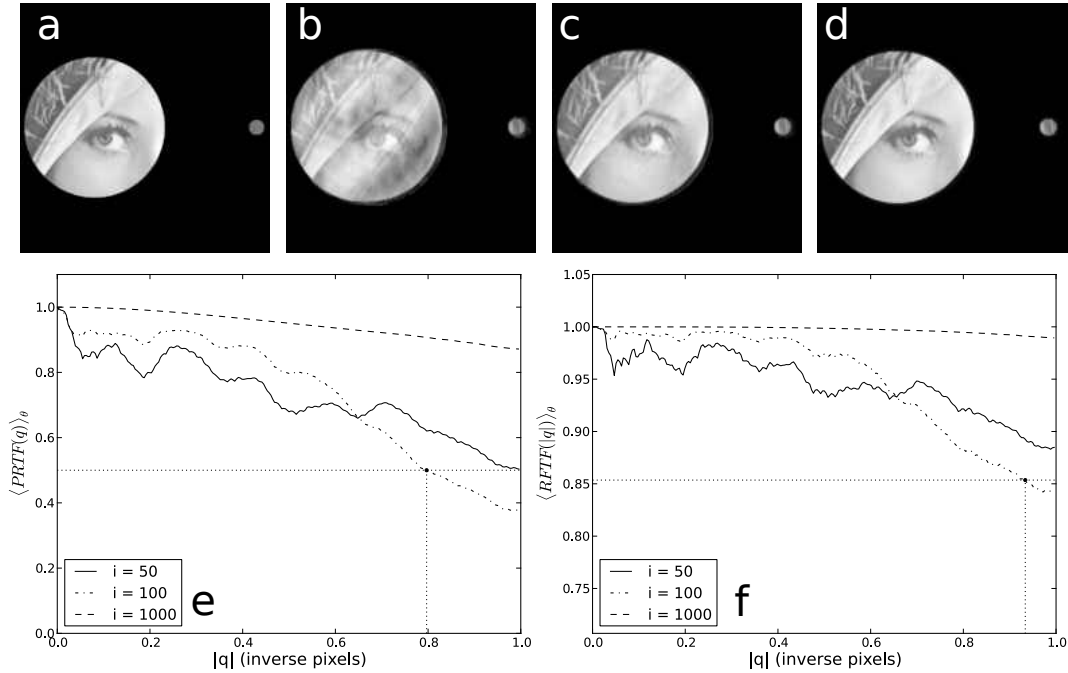 a
b
c
d
1.0
0.8
0.6
0.4
0.2
0.0
⟨PRTF(q)⟩θ
0.0 0.2 0.4 0.6 0.8 1.0
|q| (inverse pixels)
i = 50
i = 100
i = 1000
e
1.05
1.00
0.95
0.90
0.85
0.80
0.75
⟨RFTF(|q|)⟩θ
0.0 0.2 0.4 0.6 0.8 1.0
|q| (inverse pixels)
i = 50
i = 100
i = 1000
f